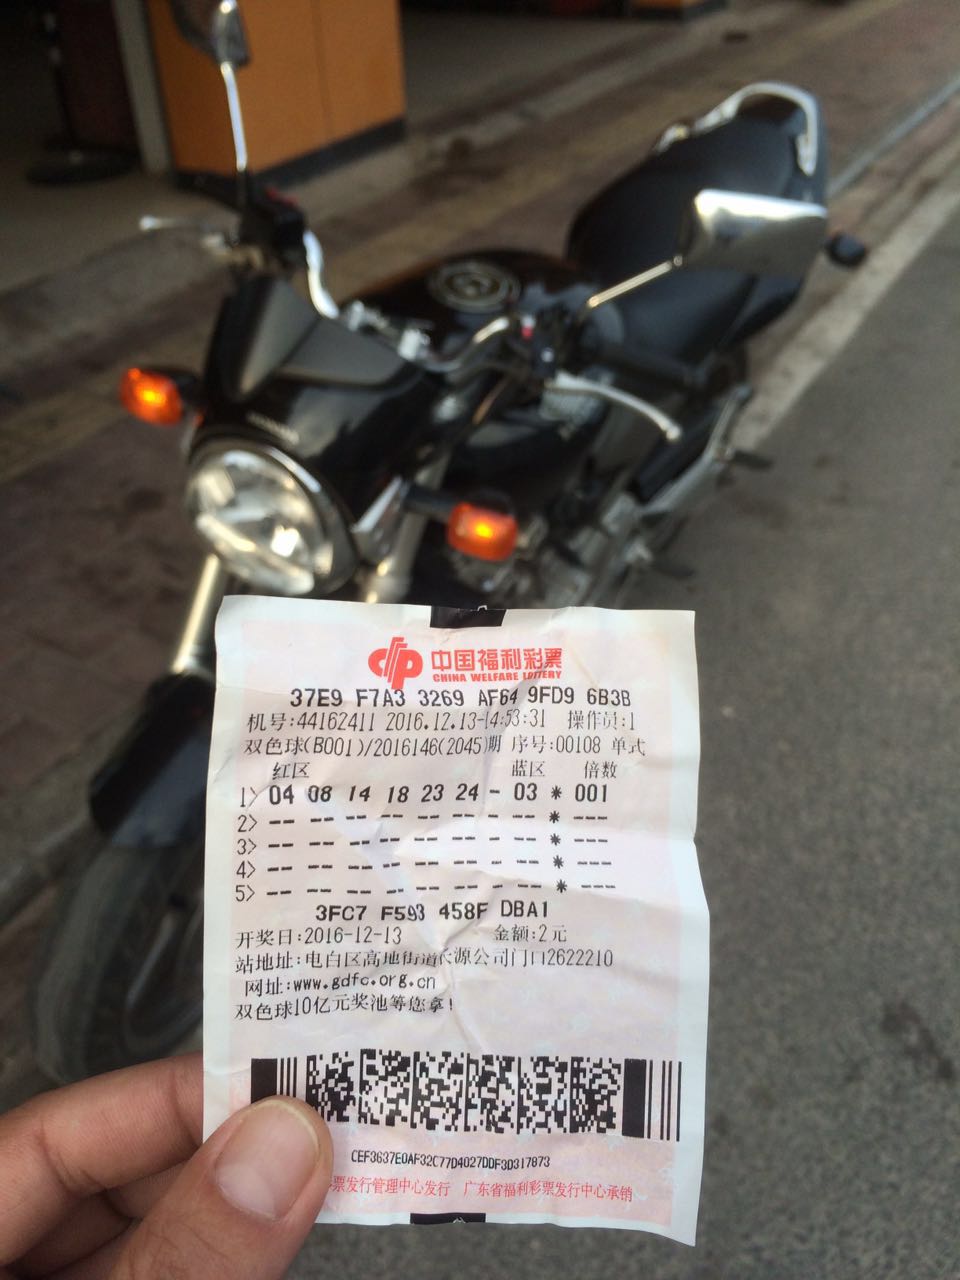 中国福利彩票
CHINA WELFARE LOTTERY
37E9 F7A3 3269 AF64 9FD9 6B3B
机号:44162411 2016.12.13-14:53:31 操作员:1
双色球(B001)/2016146(2045)期 序号:00108 单式
红区 蓝区 倍数
1> 04 08 14 18 23 24 - 03 * 001
2> -- -- -- -- -- -- - -- * ---
3> -- -- -- -- -- -- - -- * ---
4> -- -- -- -- -- -- - -- * ---
5> -- -- -- -- -- -- - -- * ---
3FC7 F593 458F DBA1
开奖日:2016-12-13 金额:2元
站地址:电白区高地街道 源公司门口2622210
网址:www.gdfc.org.cn
双色球10亿元奖池等您拿!
CEF3637E0AF32C77D4027DDF3D317873
票发行管理中心发行 广东省福利彩票发行中心承销